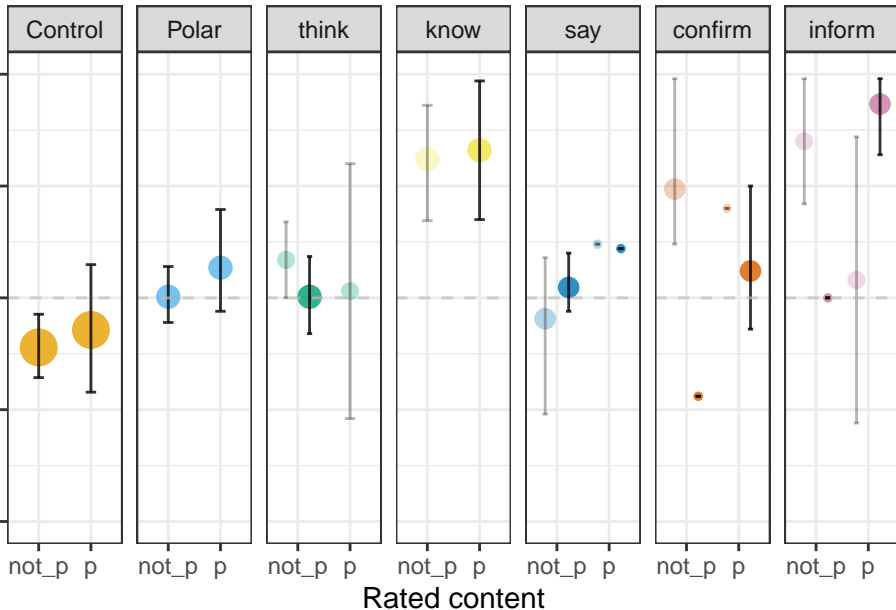 Control Polar think know say confirm inform
not_p p not_p p not_p p not_p p not_p p not_p p not_p p
Rated content